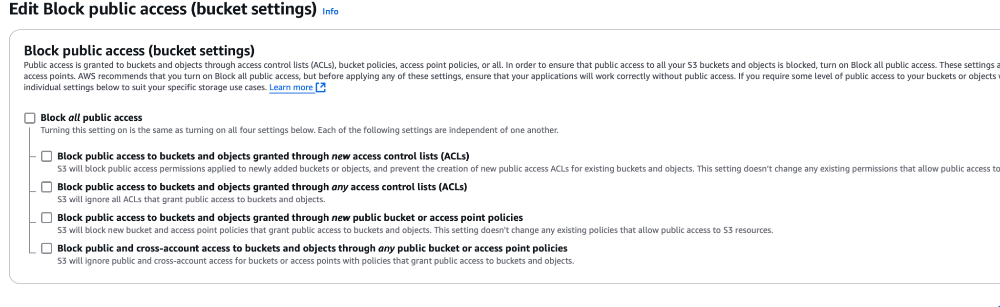 Edit Block public access (bucket settings) Info
Block public access (bucket settings)
Public access is granted to buckets and objects through access control lists (ACLs), bucket policies, access point policies, or all. In order to ensure that public access to all your S3 buckets and objects is blocked, turn on Block all public access. These settings
access points. AWS recommends that you turn on Block all public access, but before applying any of these settings, ensure that your applications will work correctly without public access. If you require some level of public access to your buckets or objects
individual settings below to suit your specific storage use cases. Learn more
Block all public access
Turning this setting on is the same as turning on all four settings below. Each of the following settings are independent of one another.
Block public access to buckets and objects granted through new access control lists (ACLs)
S3 will block public access permissions applied to newly added buckets or objects, and prevent the creation of new public access ACLs for existing buckets and objects. This setting doesn’t change any existing permissions that allow public access to
Block public access to buckets and objects granted through any access control lists (ACLs)
S3 will ignore all ACLs that grant public access to buckets and objects.
Block public access to buckets and objects granted through new public bucket or access point policies
S3 will block new bucket and access point policies that grant public access to buckets and objects. This setting doesn't change any existing policies that allow public access to S3 resources.
Block public and cross-account access to buckets and objects through any public bucket or access point policies
S3 will ignore public and cross-account access for buckets or access points with policies that grant public access to buckets and objects.